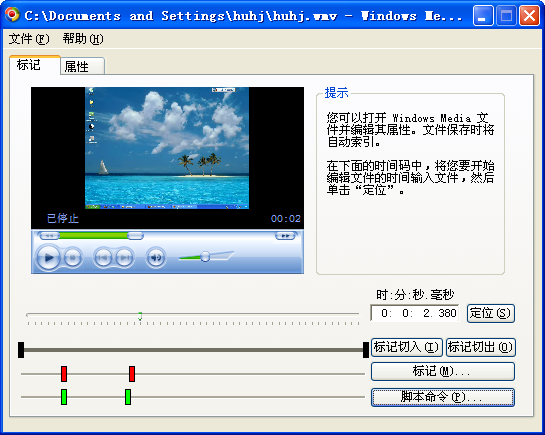 C:\Documents and Settings\huhj\huhj.wmv - Windows Me...
文件(F) 帮助(H)
标记 属性
提示
您可以打开 Windows Media 文
件并编辑其属性。文件保存时将
自动索引。
在下面的时间码中，将您要开始
编辑文件的时间输入文件，然后
单击“定位”。
已停止 00:02
时:分:秒.毫秒
0: 0: 2.380 定位(S)
标记切入(I) 标记切出(O)
标记(M)...
脚本命令(P)...